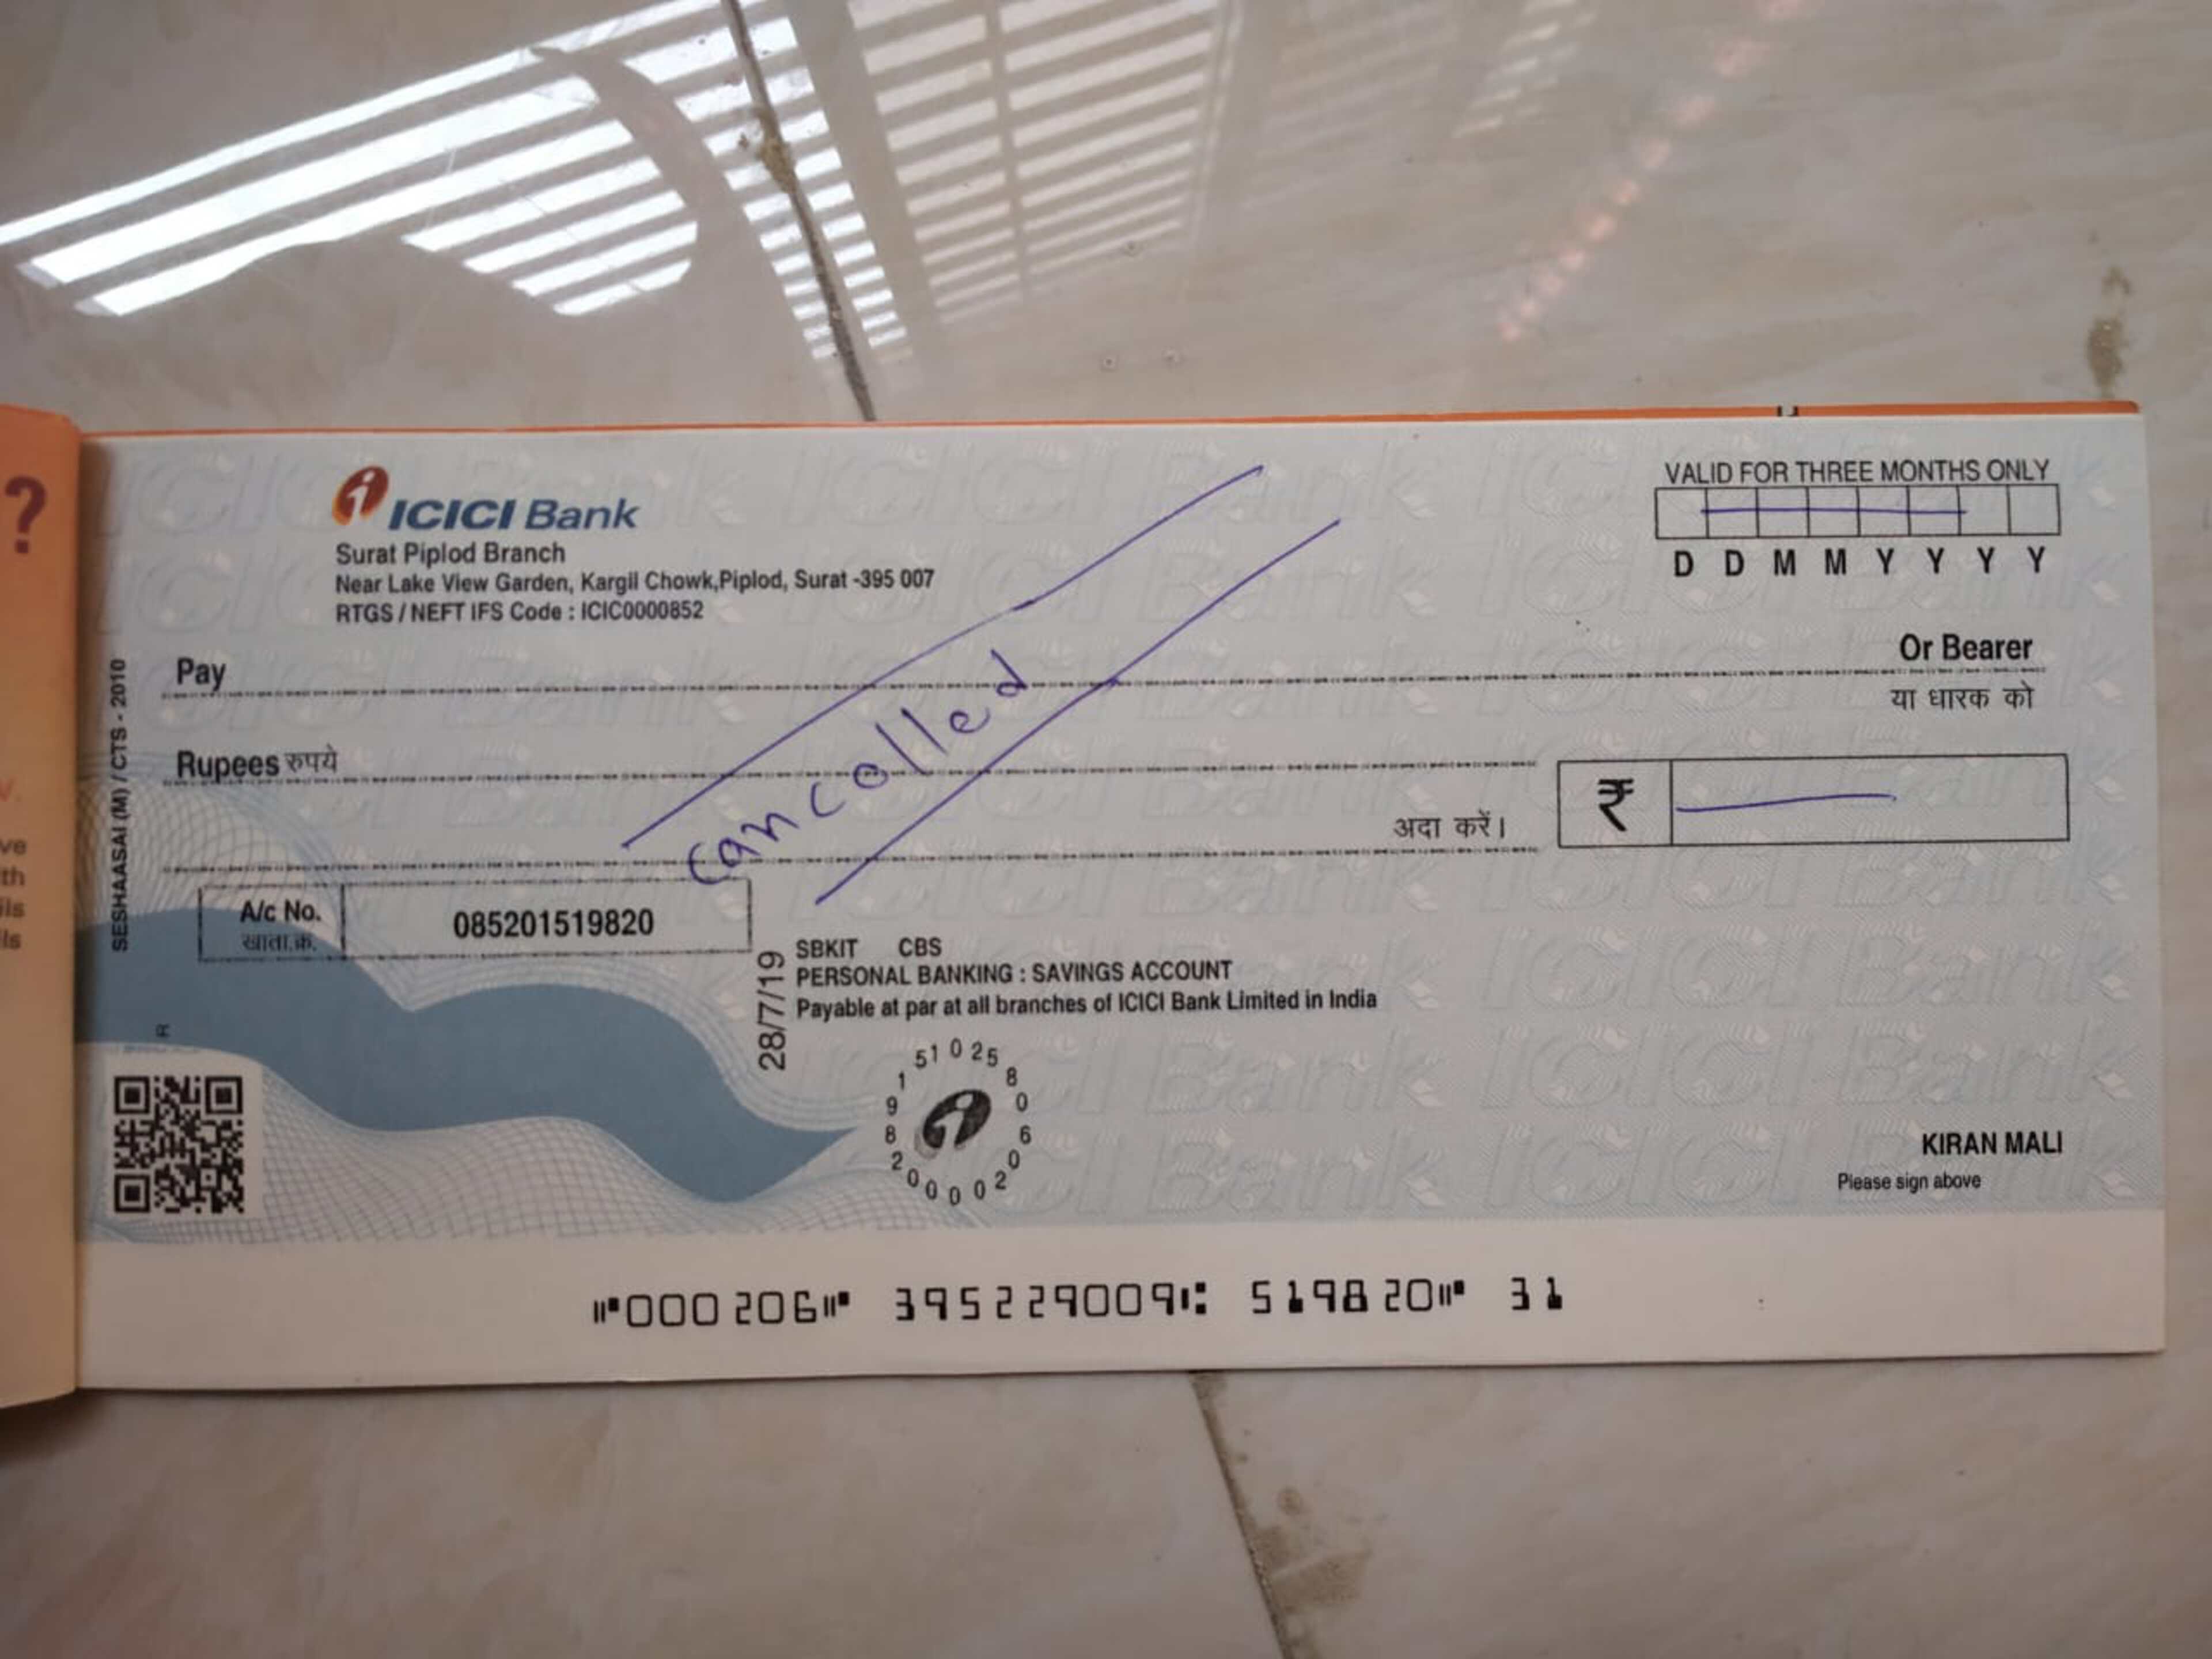 ?
V.
ve
th
ils
ils
ICICI Bank
Surat Piplod Branch
Near Lake View Garden, Kargil Chowk,Piplod, Surat -395 007
RTGS / NEFT IFS Code : ICIC0000852
VALID FOR THREE MONTHS ONLY
D D M M Y Y Y Y
Pay
Or Bearer
या धारक को
Rupees रुपये
cancelled
अदा करें।
₹
A/c No.
खाता.क्र.
085201519820
SESHAASAI (M) / CTS - 2010
28/7/19
SBKIT CBS
PERSONAL BANKING : SAVINGS ACCOUNT
Payable at par at all branches of ICICI Bank Limited in India
5102580602000028915
KIRAN MALI
Please sign above
⑈000206⑈ 395229009⑆ 519820⑈ 31